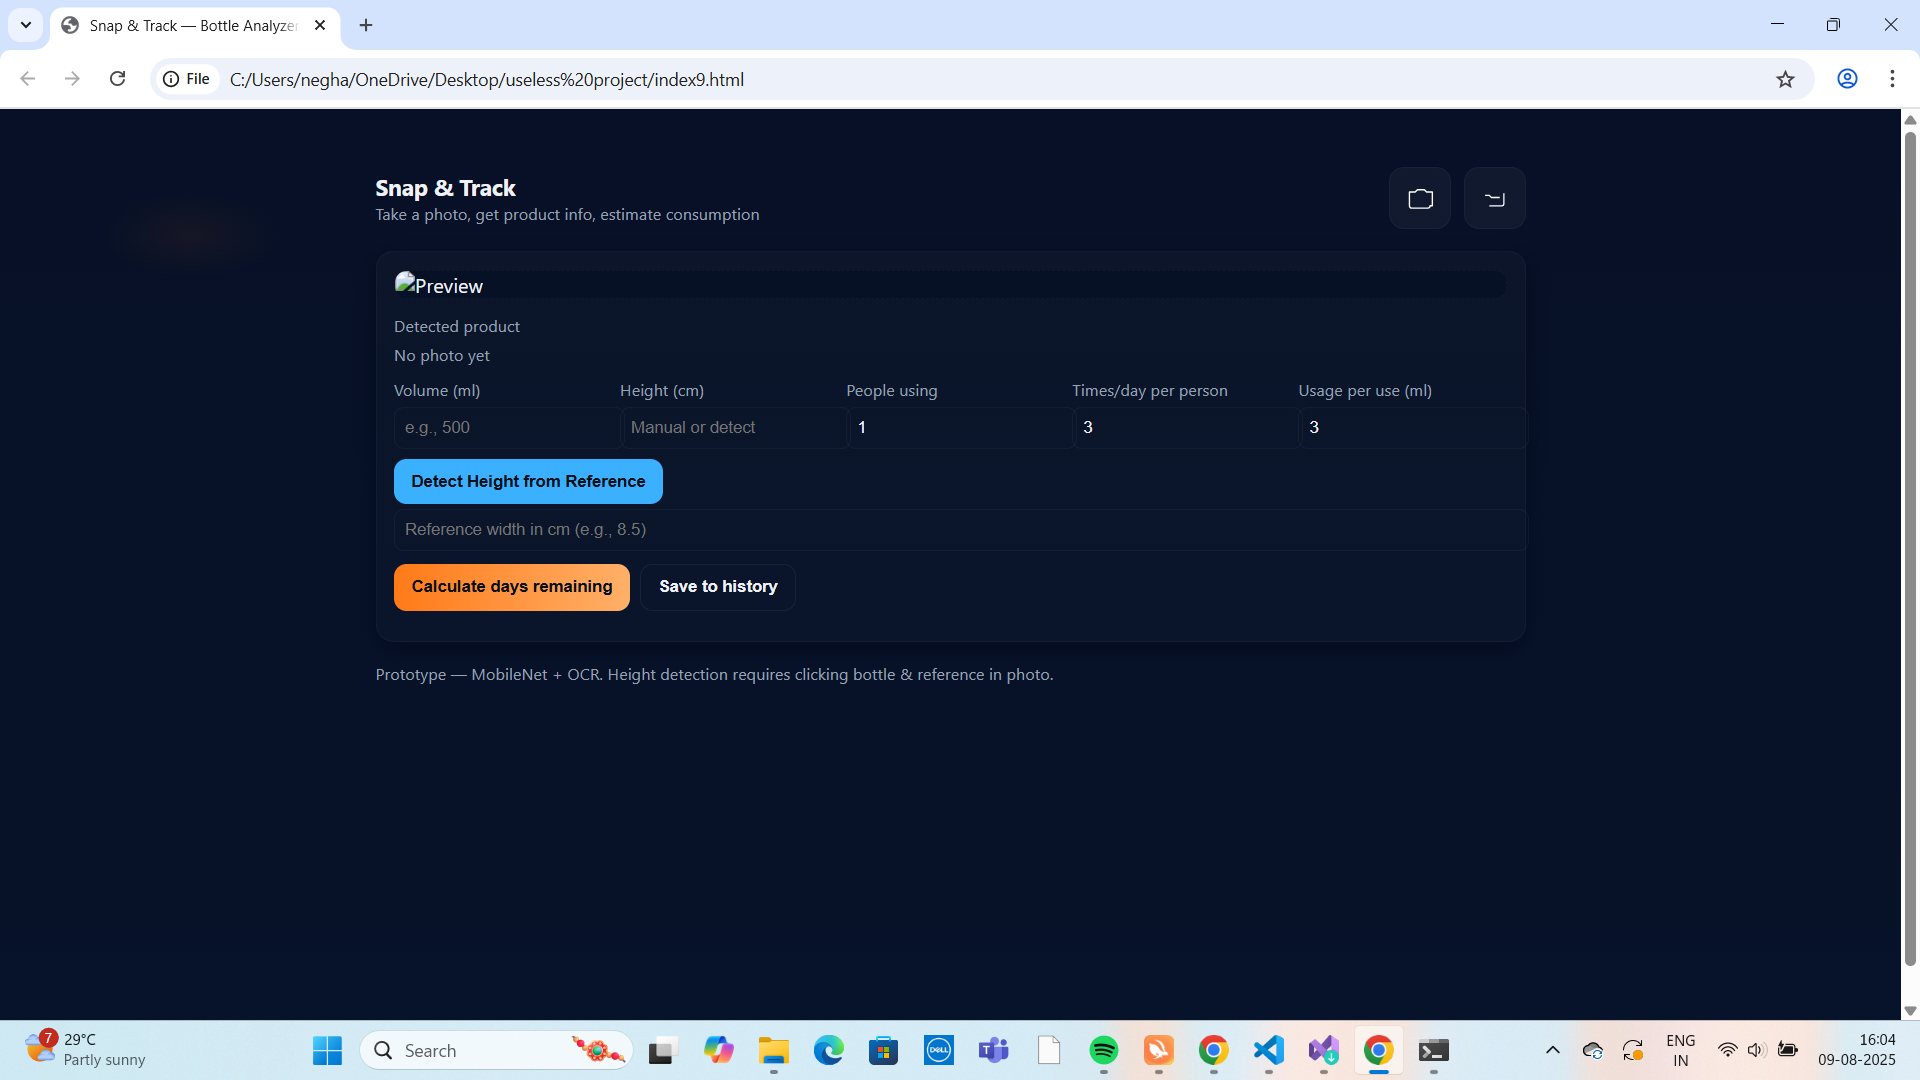 Snap & Track — Bottle Analyzer
File C:/Users/negha/OneDrive/Desktop/useless%20project/index9.html
Snap & Track
Take a photo, get product info, estimate consumption
Preview
Detected product
No photo yet
Volume (ml) Height (cm) People using Times/day per person Usage per use (ml)
e.g., 500 Manual or detect 1 3 3
Detect Height from Reference
Reference width in cm (e.g., 8.5)
Calculate days remaining Save to history
Prototype — MobileNet + OCR. Height detection requires clicking bottle & reference in photo.
7 29°C
Partly sunny
Search
DELL
ENG
IN
16:04
09-08-2025